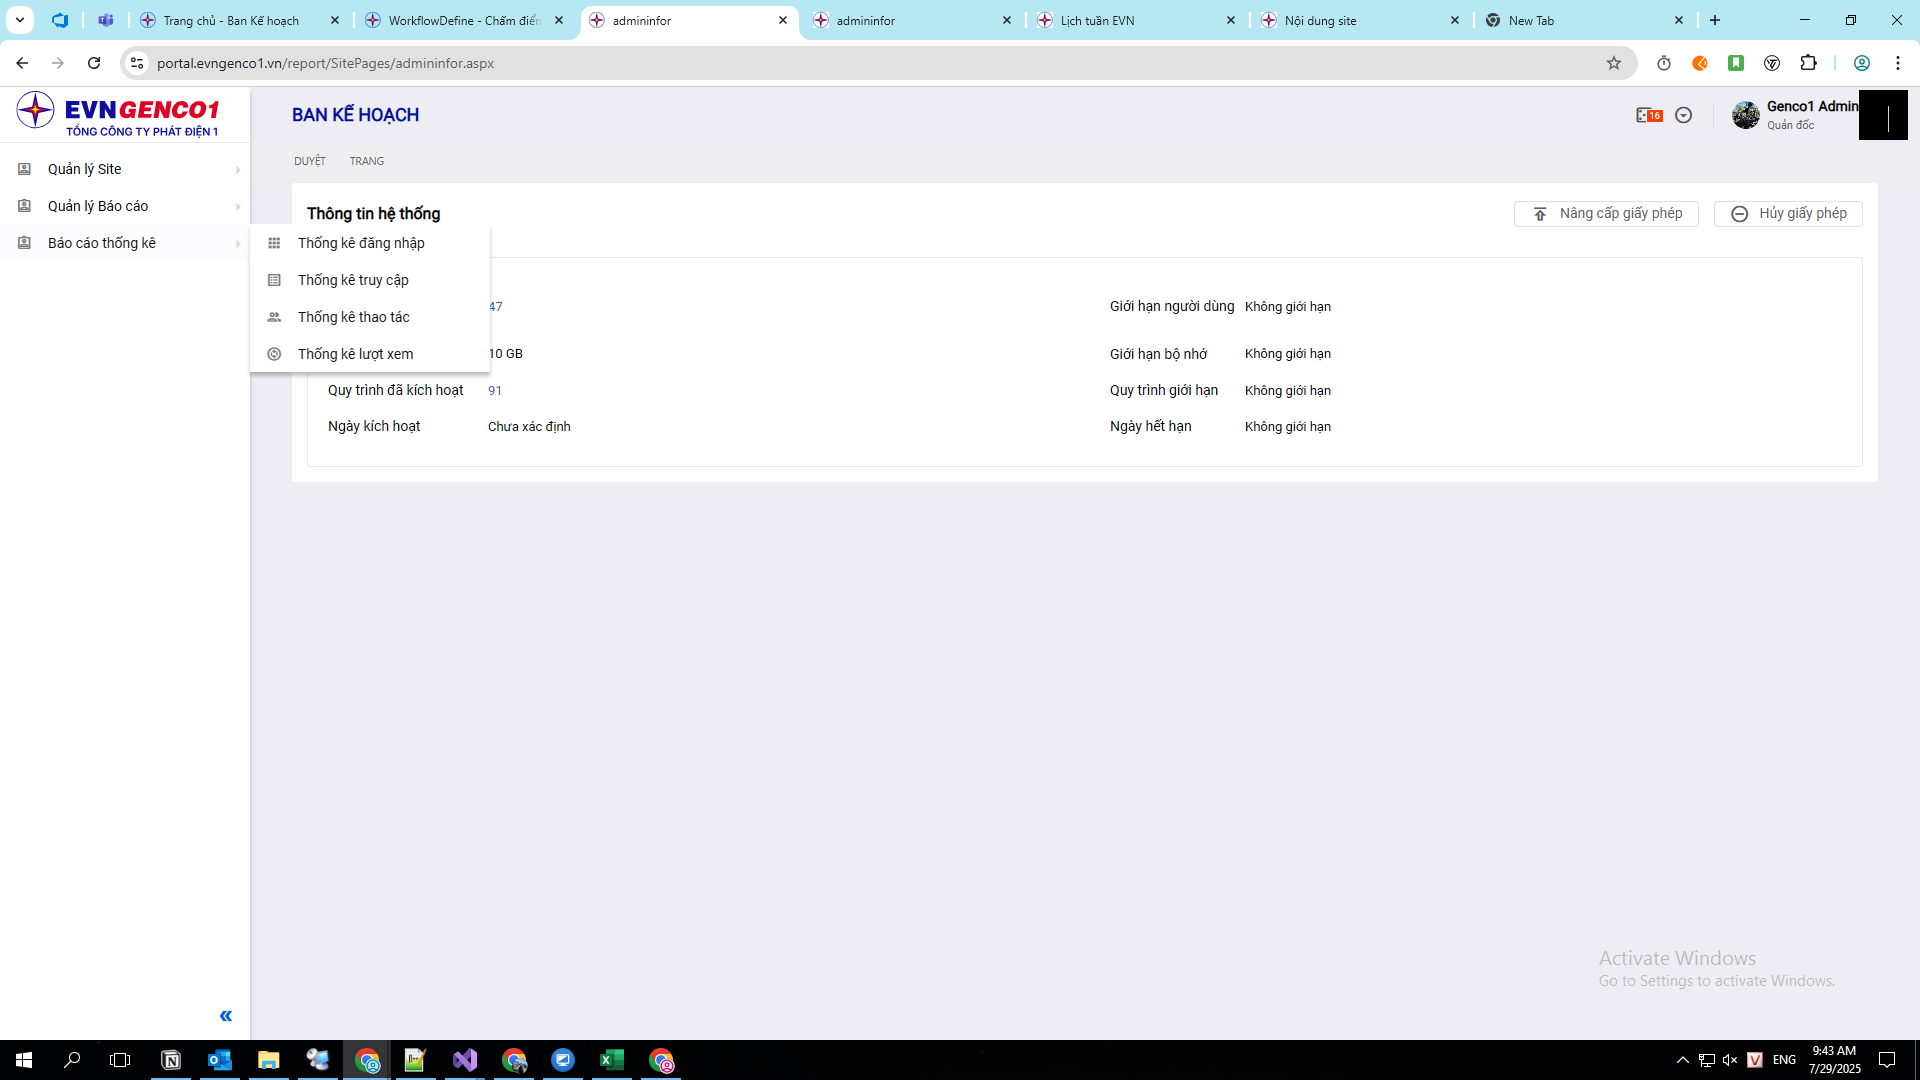 Trang chủ - Ban Kế hoạch
WorkflowDefine - Chấm điểm
admininfor
admininfor
Lịch tuần EVN
Nội dung site
New Tab
portal.evngenco1.vn/report/SitePages/admininfor.aspx
EVNGENCO1
TỔNG CÔNG TY PHÁT ĐIỆN 1
BAN KẾ HOẠCH
16
Genco1 Admin
Quản đốc
DUYỆT TRANG
Quản lý Site
Quản lý Báo cáo
Báo cáo thống kê
Thống kê đăng nhập
Thống kê truy cập
Thống kê thao tác
Thống kê lượt xem
Thông tin hệ thống
Nâng cấp giấy phép
Hủy giấy phép
47
Giới hạn người dùng Không giới hạn
10 GB
Giới hạn bộ nhớ Không giới hạn
Quy trình đã kích hoạt 91
Quy trình giới hạn Không giới hạn
Ngày kích hoạt Chưa xác định
Ngày hết hạn Không giới hạn
Activate Windows
Go to Settings to activate Windows.
«
ENG
9:43 AM
7/29/2025